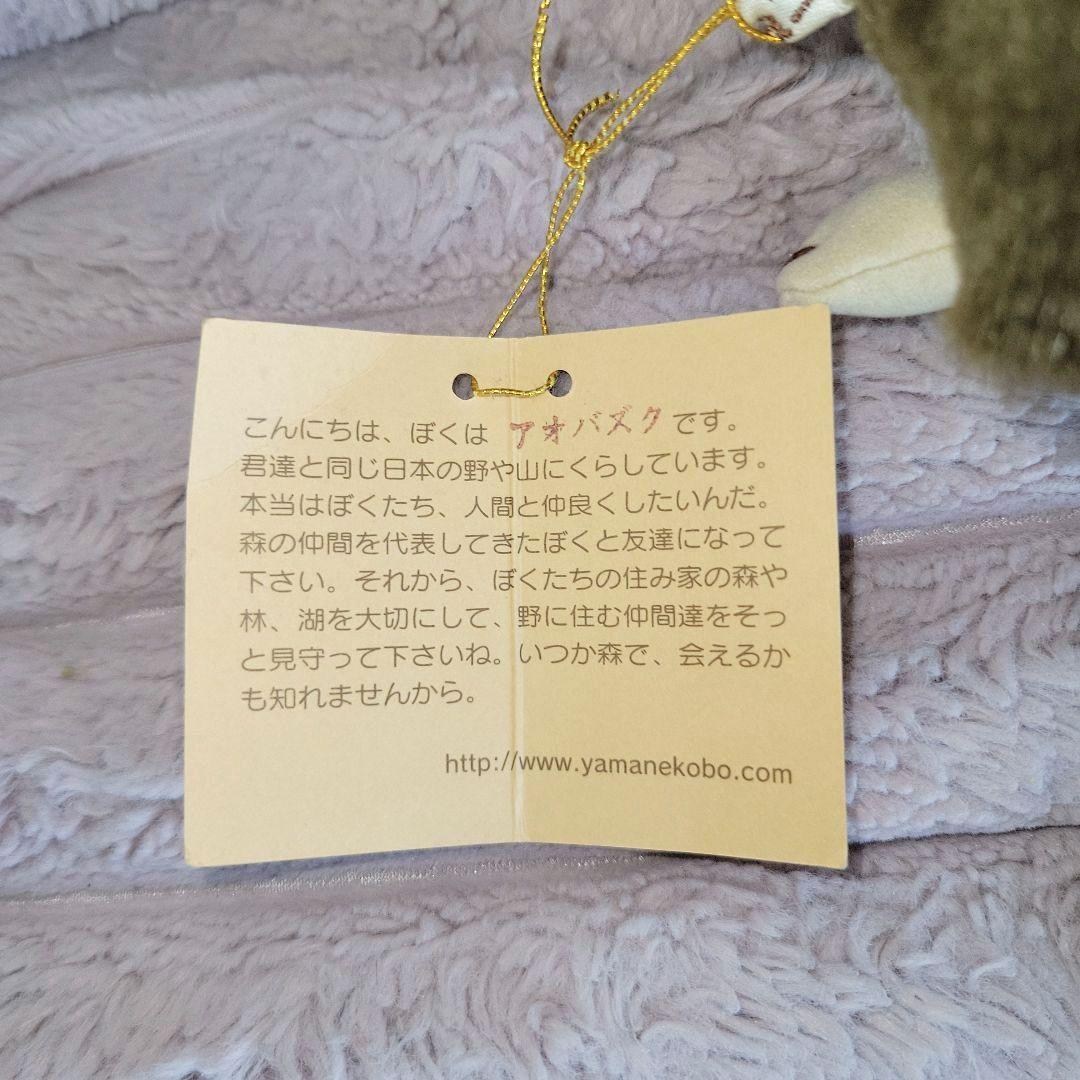 こんにちは、ぼくは アオバズク です。
君達と同じ日本の野や山にくらしています。
本当はぼくたち、人間と仲良くしたいんだ。
森の仲間を代表してきたぼくと友達になって
下さい。それから、ぼくたちの住み家の森や
林、湖を大切にして、野に住む仲間達をそっ
と見守って下さいね。いつか森で、会えるか
も知れませんから。
http://www.yamanekobo.com